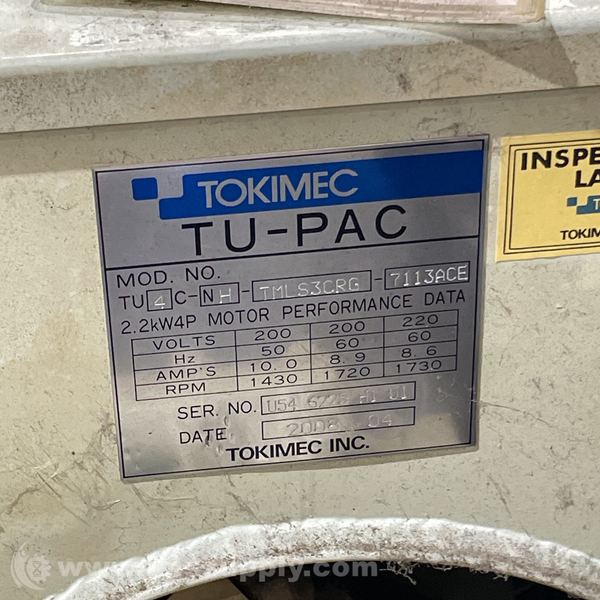 TOKIMEC
TU-PAC
MOD. NO.
TU 4 C-NH-TMLS3CRG-7113ACE
2.2kW4P MOTOR PERFORMANCE DATA
VOLTS 200 200 220
Hz 50 60 60
AMP'S 10.0 8.9 8.6
RPM 1430 1720 1730
SER. NO.
DATE 2008 04
TOKIMEC INC.
INSPE
LA
TOKIM